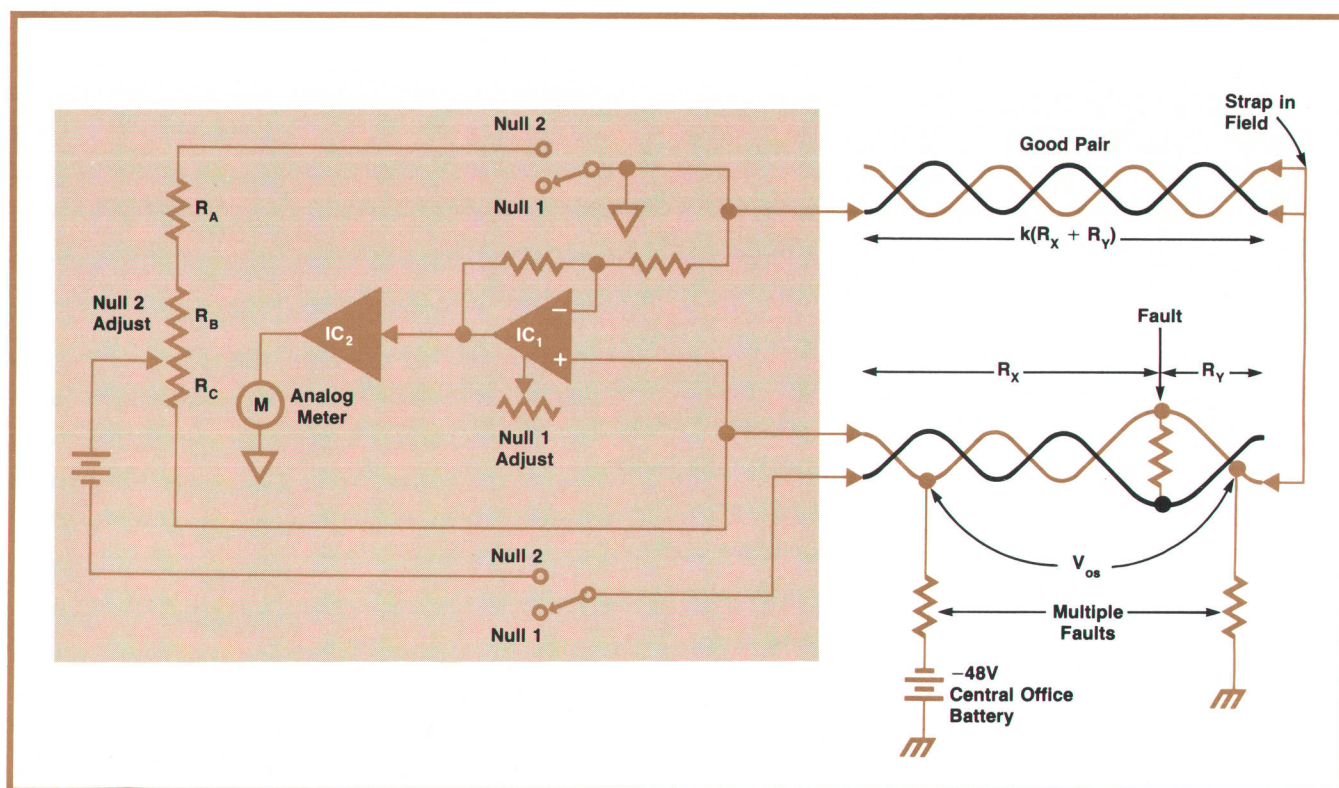 Null 2
Null 1
R_A
Null 2
Adjust
R_B
R_C
IC_2
IC_1
−
+
M
Analog
Meter
Null 1
Adjust
Null 2
Null 1
Strap in
Field
Good Pair
k(R_X + R_Y)
Fault
R_X
R_Y
V_os
Multiple
Faults
−48V
Central Office
Battery